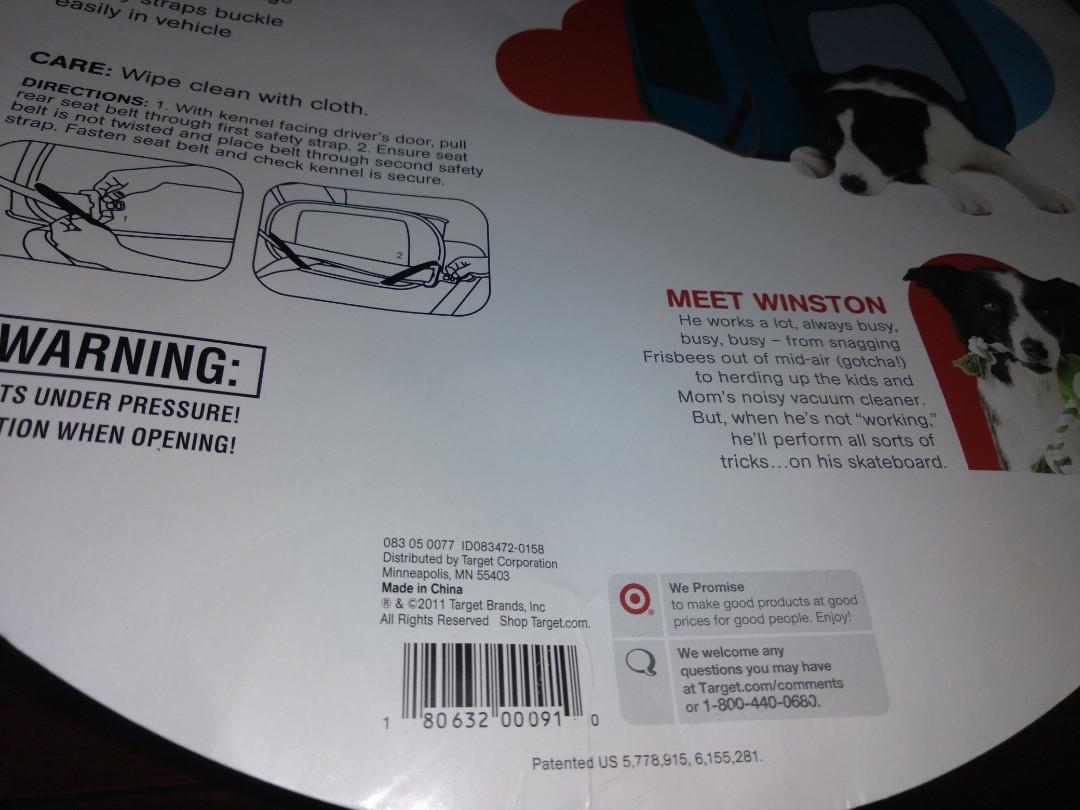 straps buckle
easily in vehicle
CARE: Wipe clean with cloth.
DIRECTIONS: 1. With kennel facing driver's door, pull
rear seat belt through first safety strap. 2. Ensure seat
belt is not twisted and place belt through second safety
strap. Fasten seat belt and check kennel is secure.
1
2
WARNING:
TS UNDER PRESSURE!
TION WHEN OPENING!
MEET WINSTON
He works a lot, always busy,
busy, busy – from snagging
Frisbees out of mid-air (gotcha!)
to herding up the kids and
Mom's noisy vacuum cleaner.
But, when he's not "working,"
he'll perform all sorts of
tricks...on his skateboard.
083 05 0077 ID083472-0158
Distributed by Target Corporation
Minneapolis, MN 55403
Made in China
® & ©2011 Target Brands, Inc
All Rights Reserved Shop Target.com.
1 80632 00091 0
We Promise
to make good products at good
prices for good people. Enjoy!
We welcome any
questions you may have
at Target.com/comments
or 1-800-440-0680.
Patented US 5,778,915, 6,155,281.